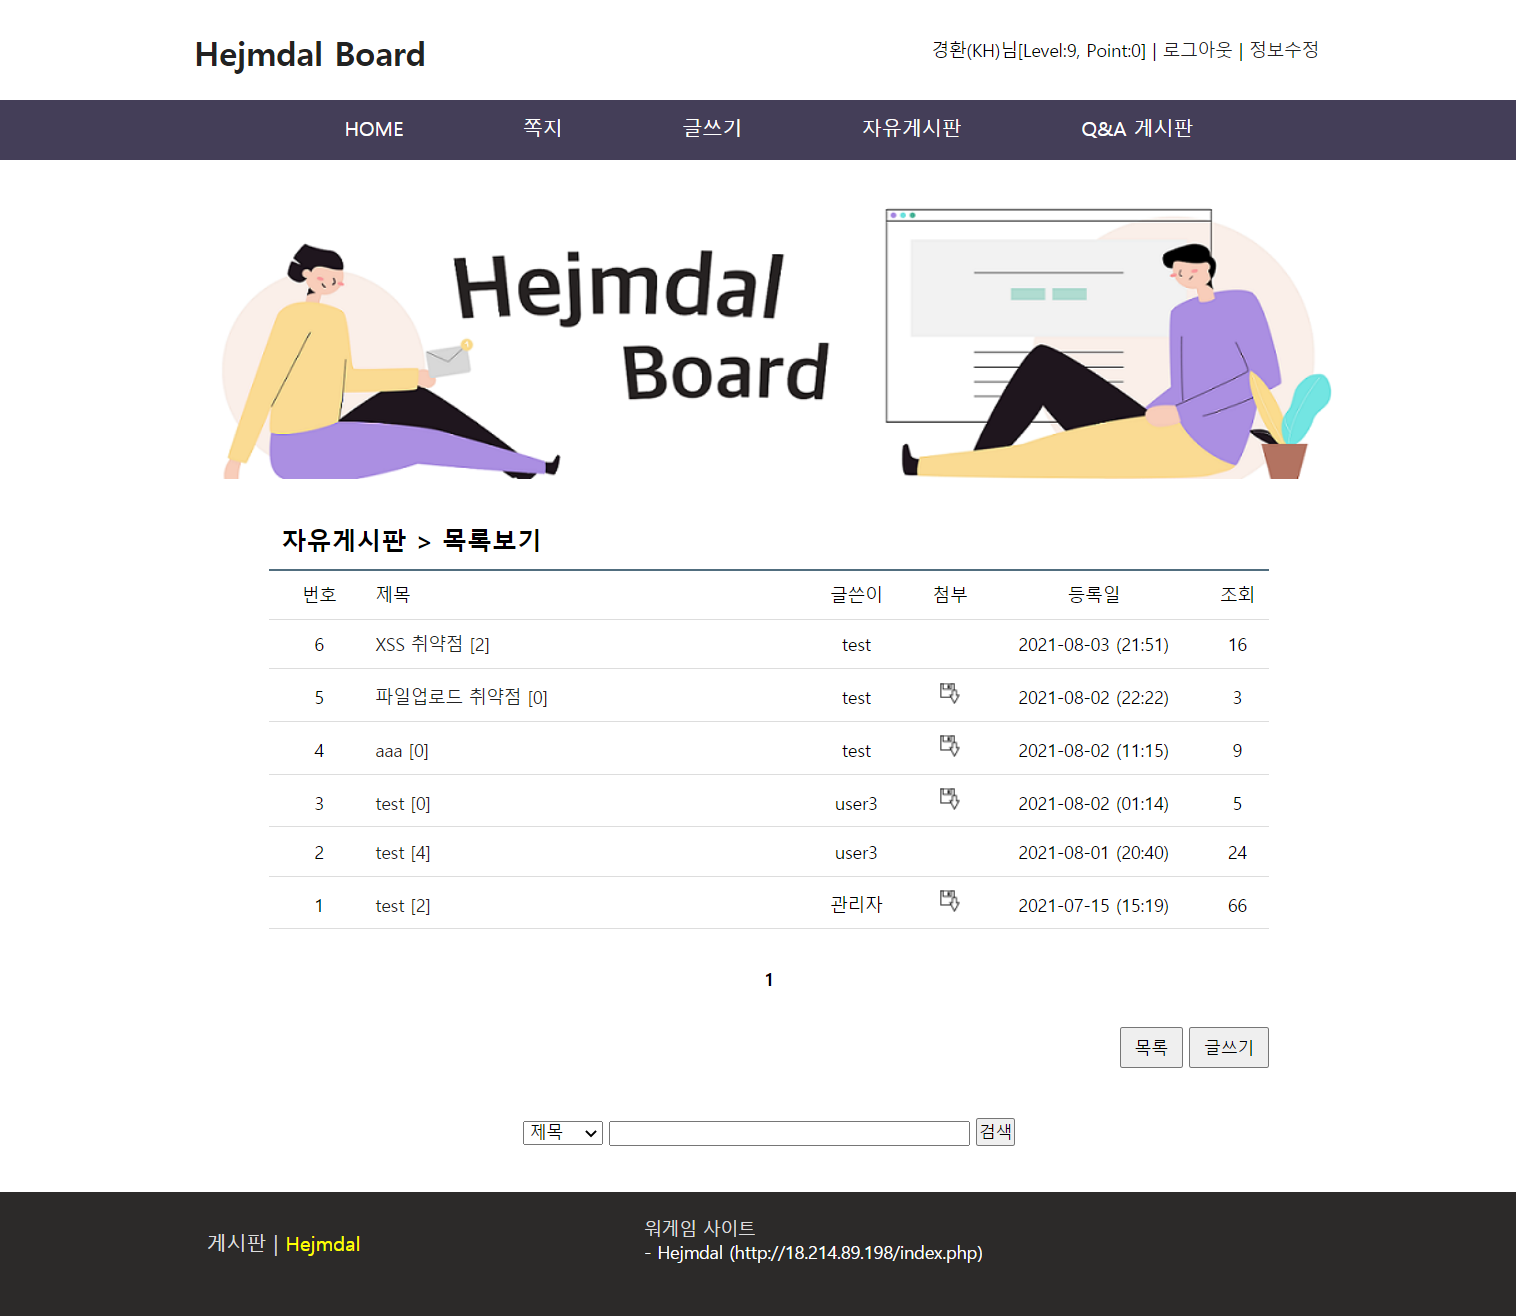 Hejmdal Board
경환(KH)님[Level:9, Point:0] | 로그아웃 | 정보수정
HOME 쪽지 글쓰기 자유게시판 Q&A 게시판
Hejmdal
Board
자유게시판 > 목록보기
번호 제목 글쓴이 첨부 등록일 조회
6 XSS 취약점 [2] test 2021-08-03 (21:51) 16
5 파일업로드 취약점 [0] test 2021-08-02 (22:22) 3
4 aaa [0] test 2021-08-02 (11:15) 9
3 test [0] user3 2021-08-02 (01:14) 5
2 test [4] user3 2021-08-01 (20:40) 24
1 test [2] 관리자 2021-07-15 (15:19) 66
1
목록 글쓰기
제목 검색
게시판 | Hejmdal
워게임 사이트
- Hejmdal (http://18.214.89.198/index.php)